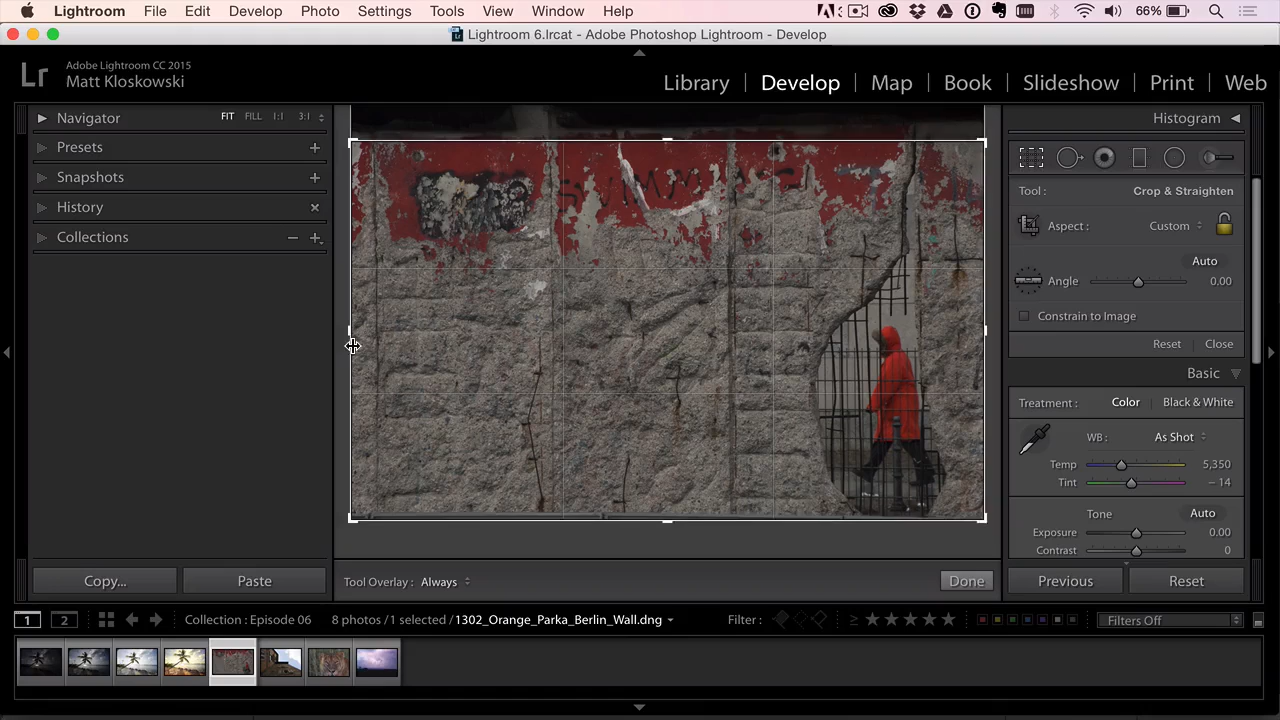 Lightroom File Edit Develop Photo Settings Tools View Window Help 66%
Lightroom 6.lrcat - Adobe Photoshop Lightroom - Develop
Lr Adobe Lightroom CC 2015
Matt Kloskowski
Library | Develop | Map | Book | Slideshow | Print | Web
Navigator FIT FILL 1:1 3:1
Presets
Snapshots
History
Collections
Histogram
Tool : Crop & Straighten
Aspect : Custom
Auto
Angle 0.00
Constrain to Image
Reset Close
Basic
Treatment : Color Black & White
WB : As Shot
Temp 5,350
Tint – 14
Tone Auto
Exposure 0.00
Contrast 0
Copy... Paste
Tool Overlay : Always Done
Previous Reset
1 2 Collection : Episode 06 8 photos /1 selected /1302_Orange_Parka_Berlin_Wall.dng Filter : Filters Off